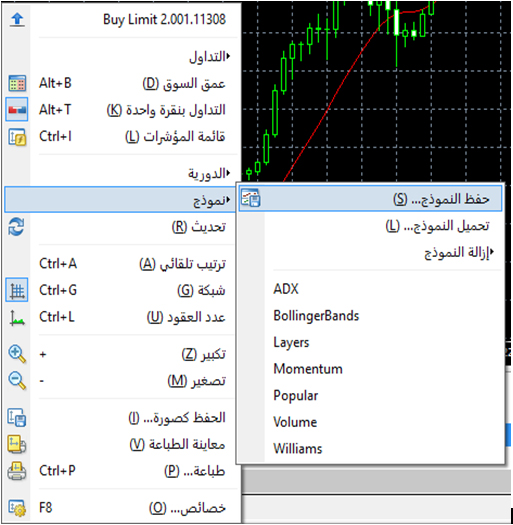 Buy Limit 2.001.11308
التداول
عمق السوق (D) Alt+B
التداول بنقرة واحدة (K) Alt+T
قائمة المؤشرات (L) Ctrl+I
الدورية
نموذج
تحديث (R)
ترتيب تلقائي (A) Ctrl+A
شبكة (G) Ctrl+G
عدد العقود (U) Ctrl+L
تكبير (Z) +
تصغير (M) -
الحفظ كصورة... (I)
معاينة الطباعة (V)
طباعة... (P) Ctrl+P
خصائص... (O) F8
حفظ النموذج... (S)
تحميل النموذج... (L)
إزالة النموذج
ADX
BollingerBands
Layers
Momentum
Popular
Volume
Williams